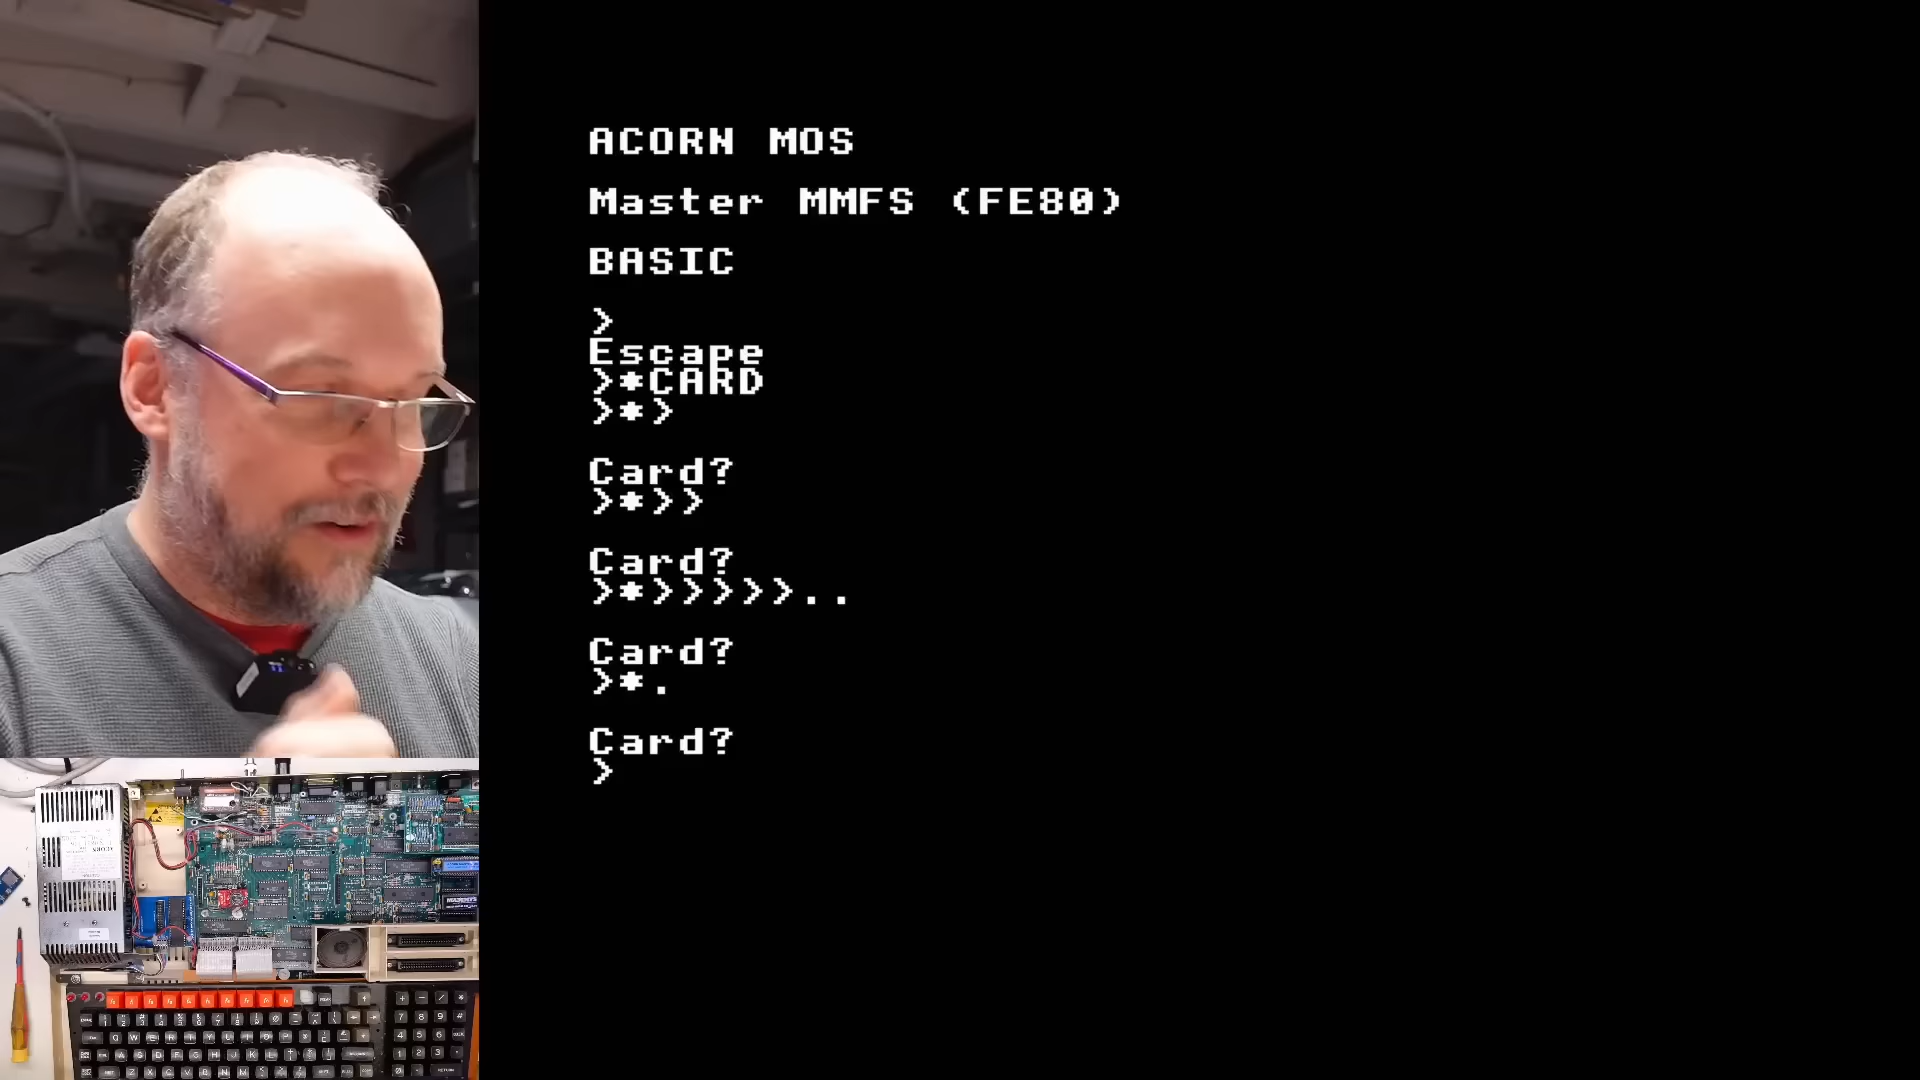 ACORN MOS
Master MMFS (FE80)
BASIC
>
Escape
>*CARD
>*>
Card?
>*>>
Card?
>*>>>>>..
Card?
>*.
Card?
>